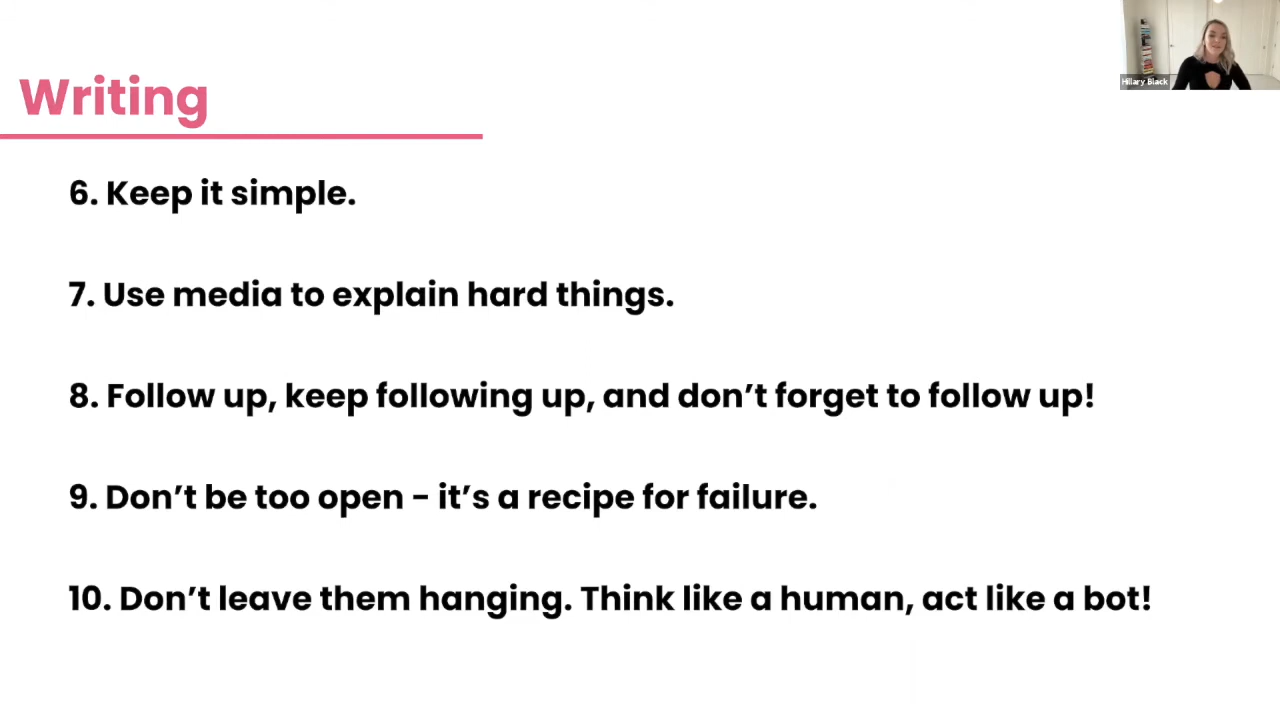 Writing
Hillary Black
6. Keep it simple.
7. Use media to explain hard things.
8. Follow up, keep following up, and don’t forget to follow up!
9. Don’t be too open - it’s a recipe for failure.
10. Don’t leave them hanging. Think like a human, act like a bot!